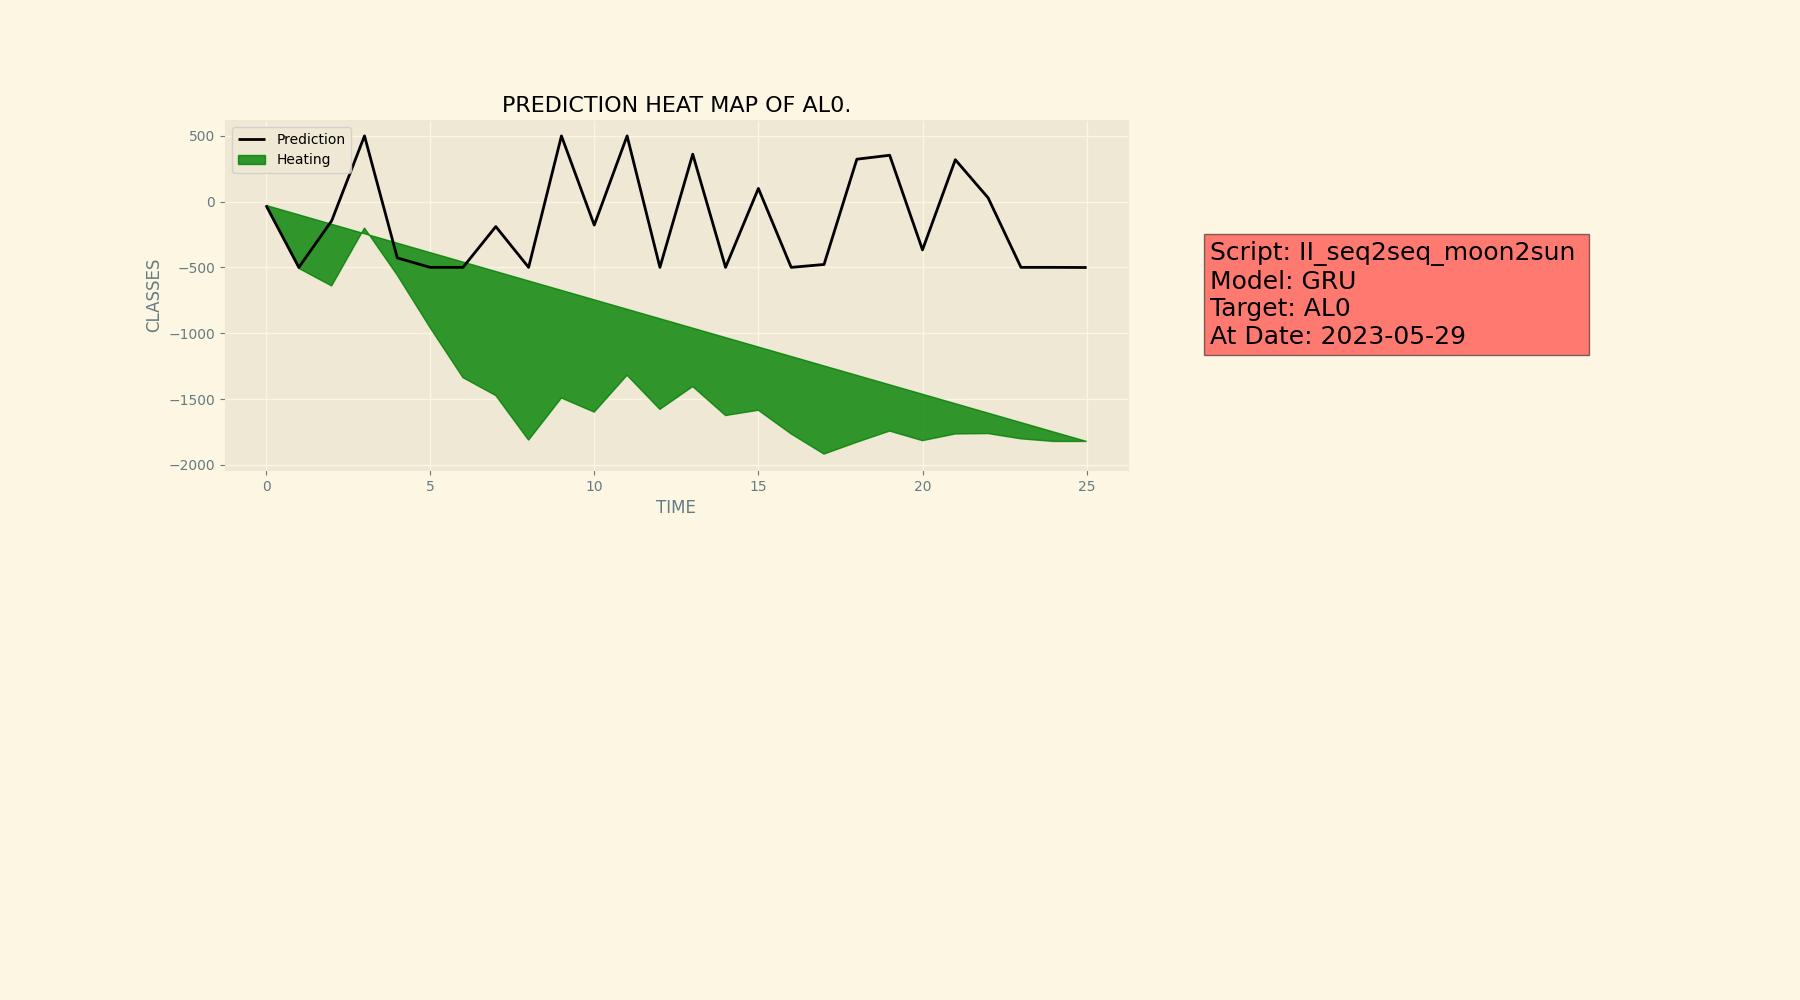 PREDICTION HEAT MAP OF AL0.
Prediction
Heating
500
0
−500
−1000
−1500
−2000
CLASSES
0 5 10 15 20 25
TIME
Script: II_seq2seq_moon2sun
Model: GRU
Target: AL0
At Date: 2023-05-29